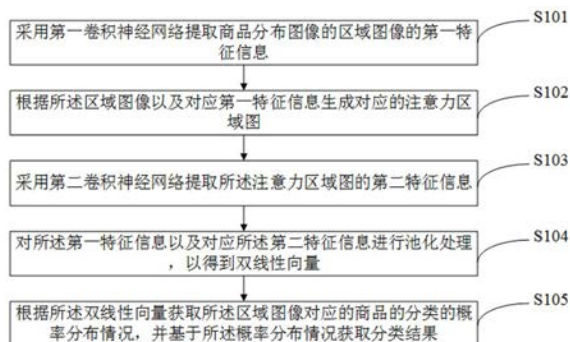 采用第一卷积神经网络提取商品分布图像的区域图像的第一特
征信息
S101
根据所述区域图像以及对应第一特征信息生成对应的注意力区
域图
S102
采用第二卷积神经网络提取所述注意力区域图的第二特征信息
S103
对所述第一特征信息以及对应所述第二特征信息进行池化处理
，以得到双线性向量
S104
根据所述双线性向量获取所述区域图像对应的商品的分类的概
率分布情况，并基于所述概率分布情况获取分类结果
S105